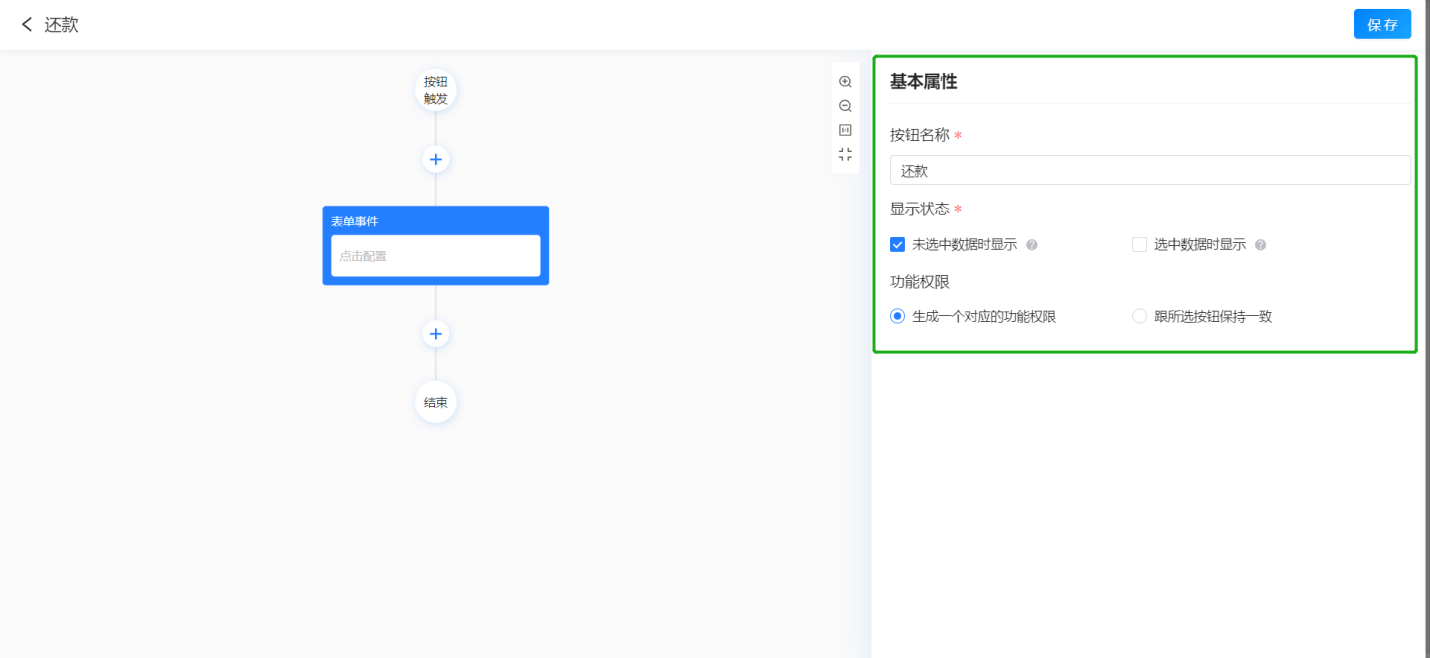 还款
保存
按钮
触发
表单事件
点击配置
结束
基本属性
按钮名称 *
还款
显示状态 *
未选中数据时显示
选中数据时显示
功能权限
生成一个对应的功能权限
跟所选按钮保持一致